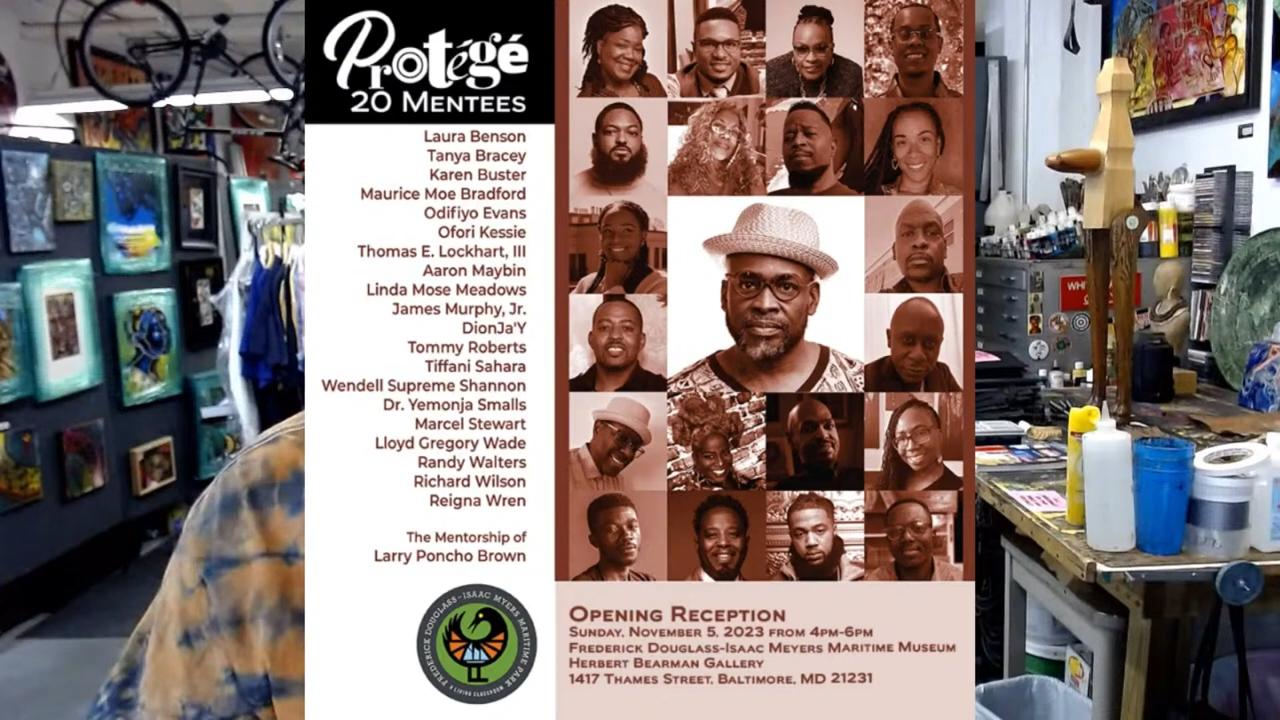 Protégé
20 Mentees
Laura Benson
Tanya Bracey
Karen Buster
Maurice Moe Bradford
Odifiyo Evans
Ofori Kessie
Thomas E. Lockhart, III
Aaron Maybin
Linda Mose Meadows
James Murphy, Jr.
DionJa'Y
Tommy Roberts
Tiffani Sahara
Wendell Supreme Shannon
Dr. Yemonja Smalls
Marcel Stewart
Lloyd Gregory Wade
Randy Walters
Richard Wilson
Reigna Wren
The Mentorship of
Larry Poncho Brown
FREDERICK DOUGLASS-ISAAC MYERS MARITIME PARK
A LIVING CLASSROOM
Opening Reception
Sunday, November 5, 2023 from 4pm-6pm
Frederick Douglass-Isaac Meyers Maritime Museum
Herbert Bearman Gallery
1417 Thames Street, Baltimore, MD 21231